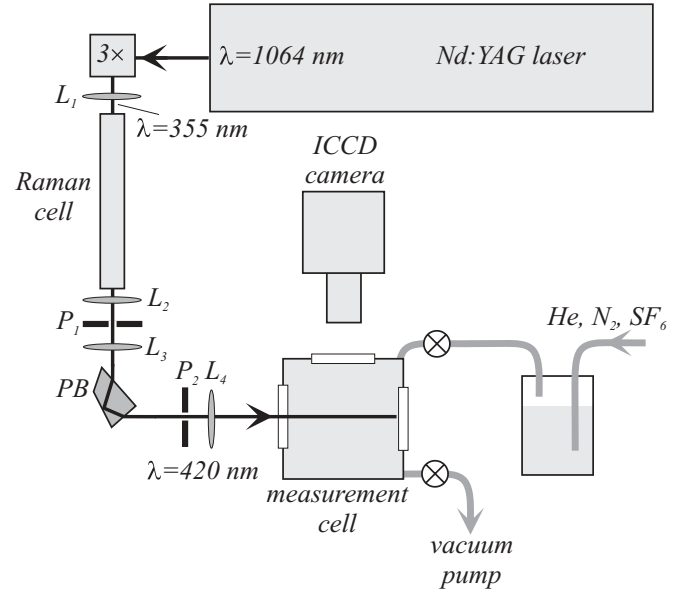 3×
λ=1064 nm
Nd:YAG laser
L₁
λ=355 nm
ICCD
camera
Raman
cell
L₂
P₁
He, N₂, SF₆
L₃
PB
P₂ L₄
λ=420 nm
measurement
cell
vacuum
pump